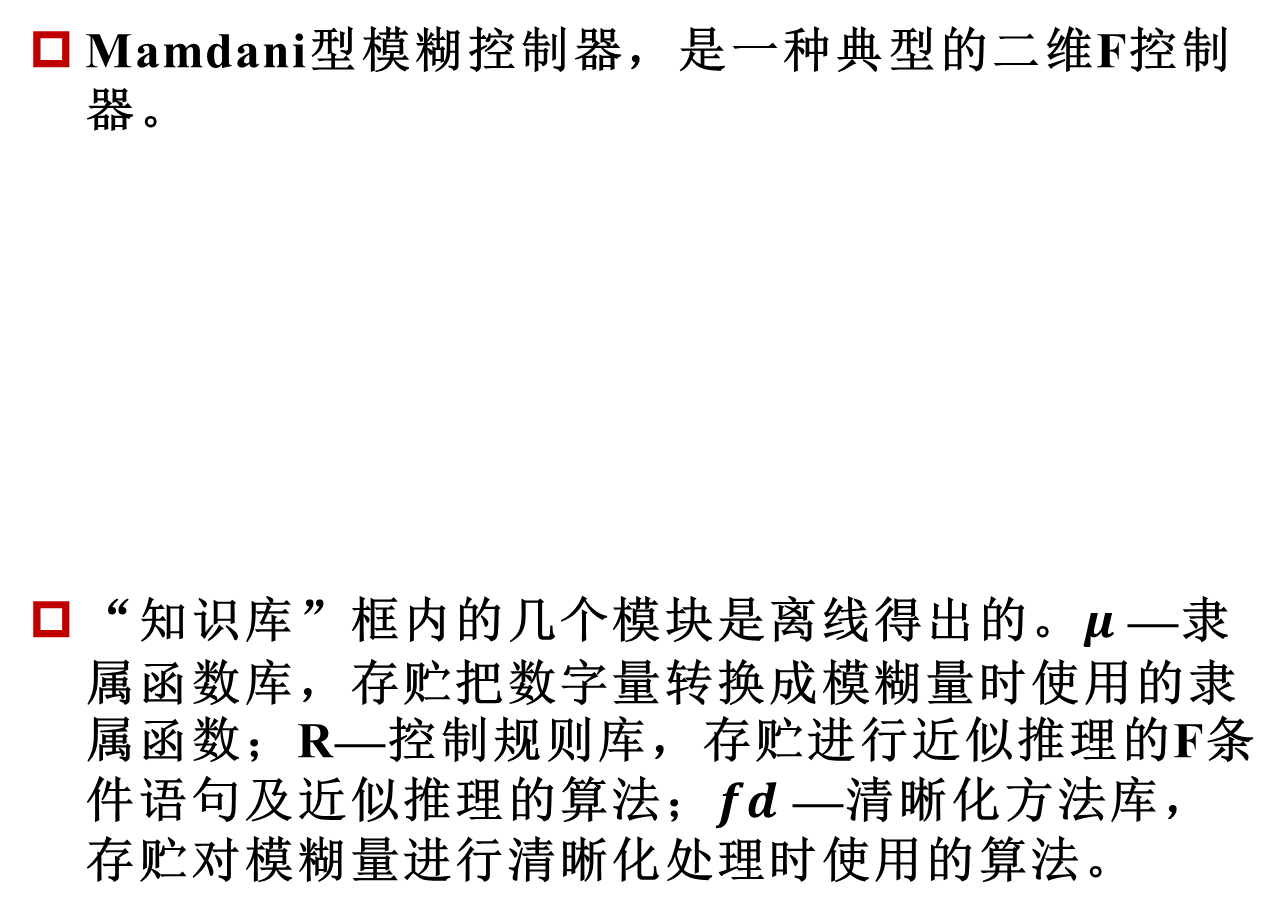 Mamdani型模糊控制器，是一种典型的二维F控制
器。
“知识库”框内的几个模块是离线得出的。μ —隶
属函数库，存贮把数字量转换成模糊量时使用的隶
属函数；R—控制规则库，存贮进行近似推理的F条
件语句及近似推理的算法；fd —清晰化方法库，
存贮对模糊量进行清晰化处理时使用的算法。